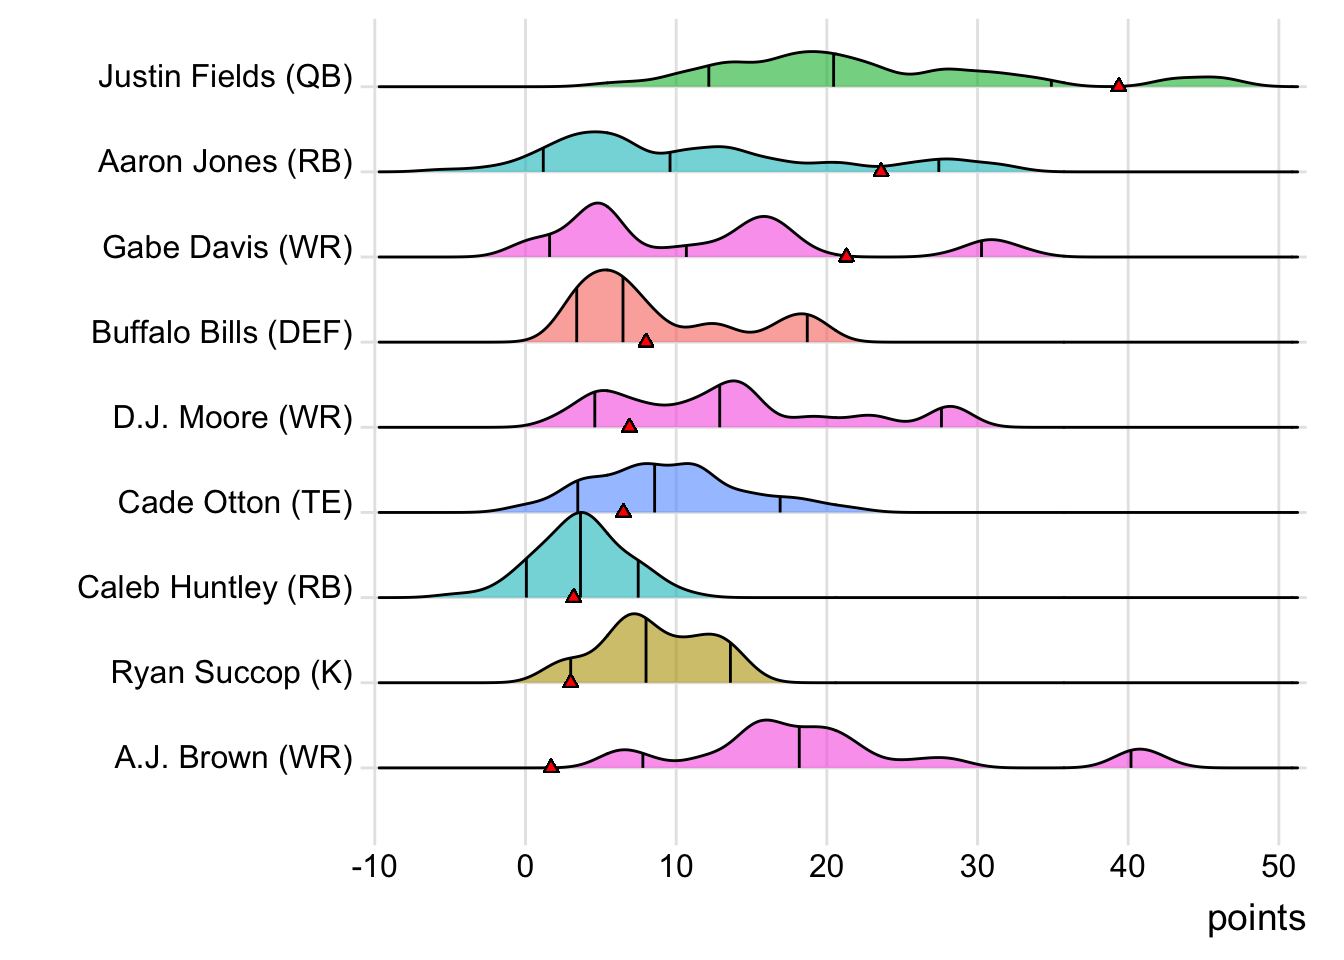 Justin Fields (QB)
Aaron Jones (RB)
Gabe Davis (WR)
Buffalo Bills (DEF)
D.J. Moore (WR)
Cade Otton (TE)
Caleb Huntley (RB)
Ryan Succop (K)
A.J. Brown (WR)
-10 0 10 20 30 40 50
points